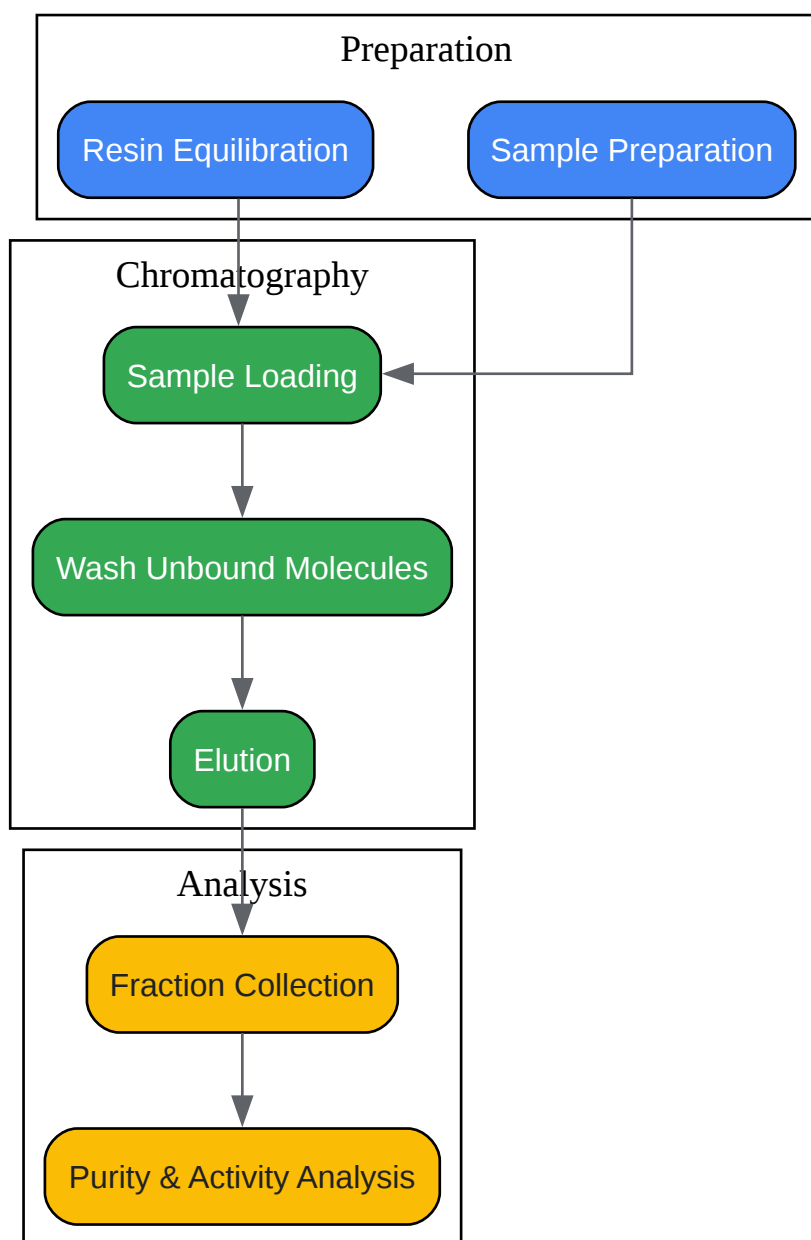 Preparation
Resin Equilibration
Sample Preparation
Chromatography
Sample Loading
Wash Unbound Molecules
Elution
Analysis
Fraction Collection
Purity & Activity Analysis